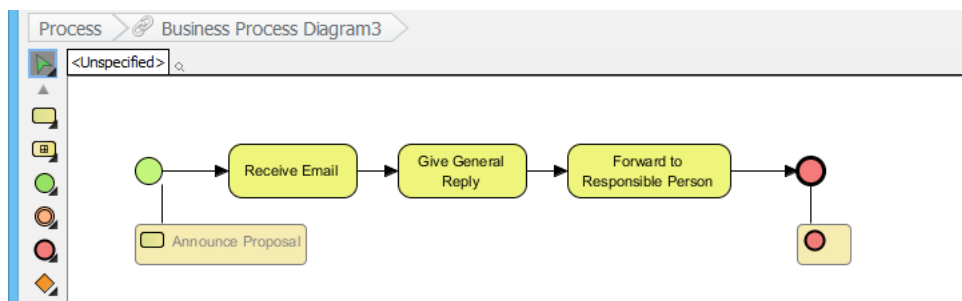 Process Business Process Diagram3
<Unspecified>
Receive Email
Give General
Reply
Forward to
Responsible Person
Announce Proposal